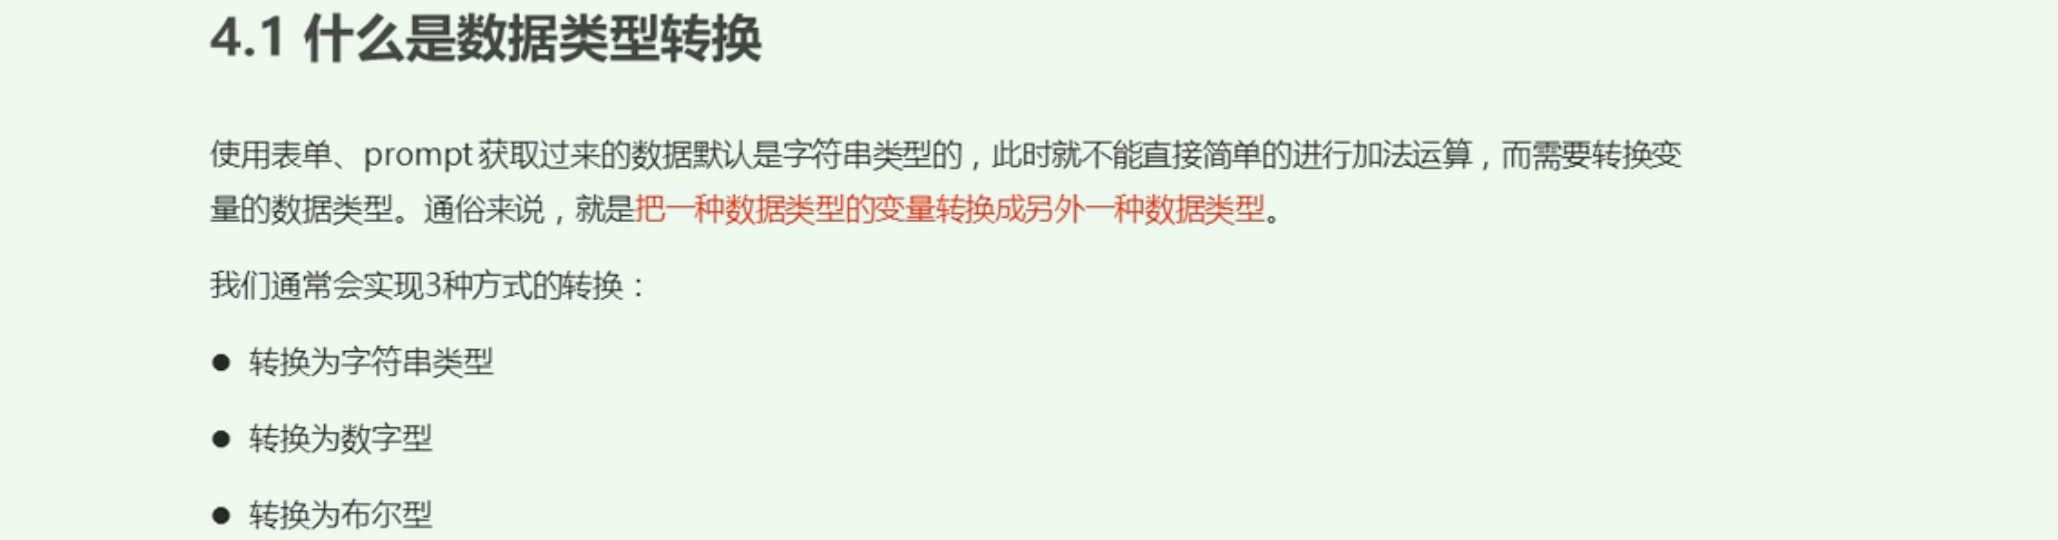 4.1 什么是数据类型转换
使用表单、prompt 获取过来的数据默认是字符串类型的，此时就不能直接简单的进行加法运算，而需要转换变
量的数据类型。通俗来说，就是把一种数据类型的变量转换成另外一种数据类型。
我们通常会实现3种方式的转换：
● 转换为字符串类型
● 转换为数字型
● 转换为布尔型